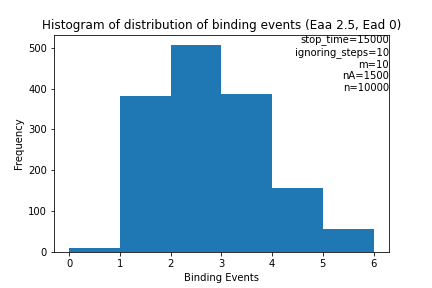 Histogram of distribution of binding events (Eaa 2.5, Ead 0)
stop_time=15000
ignoring_steps=10
m=10
nA=1500
n=10000
500
400
300
200
100
0
Frequency
0 1 2 3 4 5 6
Binding Events